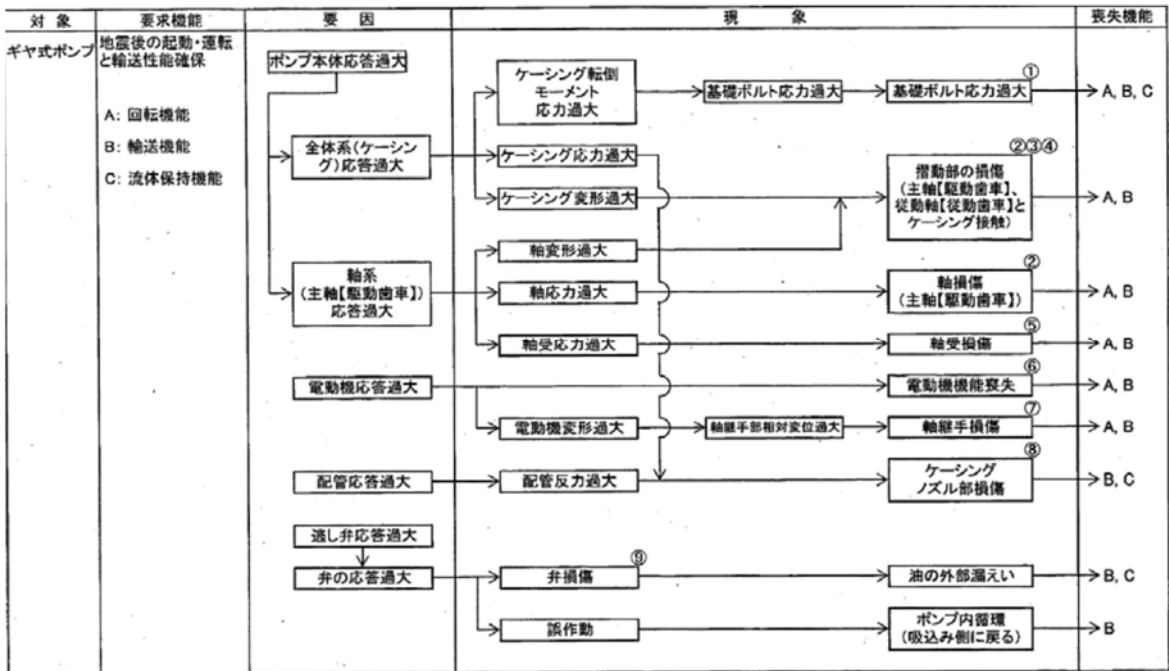 対 象
要求機能
要 因
現 象
喪失機能
ギヤ式ポンプ
地震後の起動・運転
と輸送性能確保
A: 回転機能
B: 輸送機能
C: 流体保持機能
ポンプ本体応答過大
全体系(ケーシン
グ)応答過大
ケーシング転倒
モーメント
応力過大
基礎ボルト応力過大
①
基礎ボルト応力過大
A, B, C
ケーシング応力過大
ケーシング変形過大
②③④
摺動部の損傷
(主軸【駆動歯車】、
従動軸【従動歯車】と
ケーシング接触)
A, B
軸系
(主軸【駆動歯車】)
応答過大
軸変形過大
軸応力過大
②
軸損傷
(主軸【駆動歯車】)
A, B
軸受応力過大
⑤
軸受損傷
A, B
電動機応答過大
⑥
電動機機能喪失
A, B
電動機変形過大
軸継手部相対変位過大
⑦
軸継手損傷
A, B
配管応答過大
配管反力過大
⑧
ケーシング
ノズル部損傷
B, C
逃し弁応答過大
弁の応答過大
⑨
弁損傷
油の外部漏えい
B, C
誤作動
ポンプ内循環
(吸込み側に戻る)
B